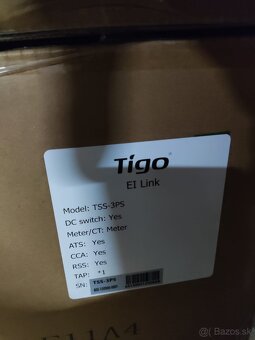 Tigo®
EI Link
Model: TSS-3PS
DC switch: Yes
Meter/CT: Meter
ATS: Yes
CCA: Yes
RSS: Yes
TAP: *1
SN: TSS-3PS
Bazos.sk